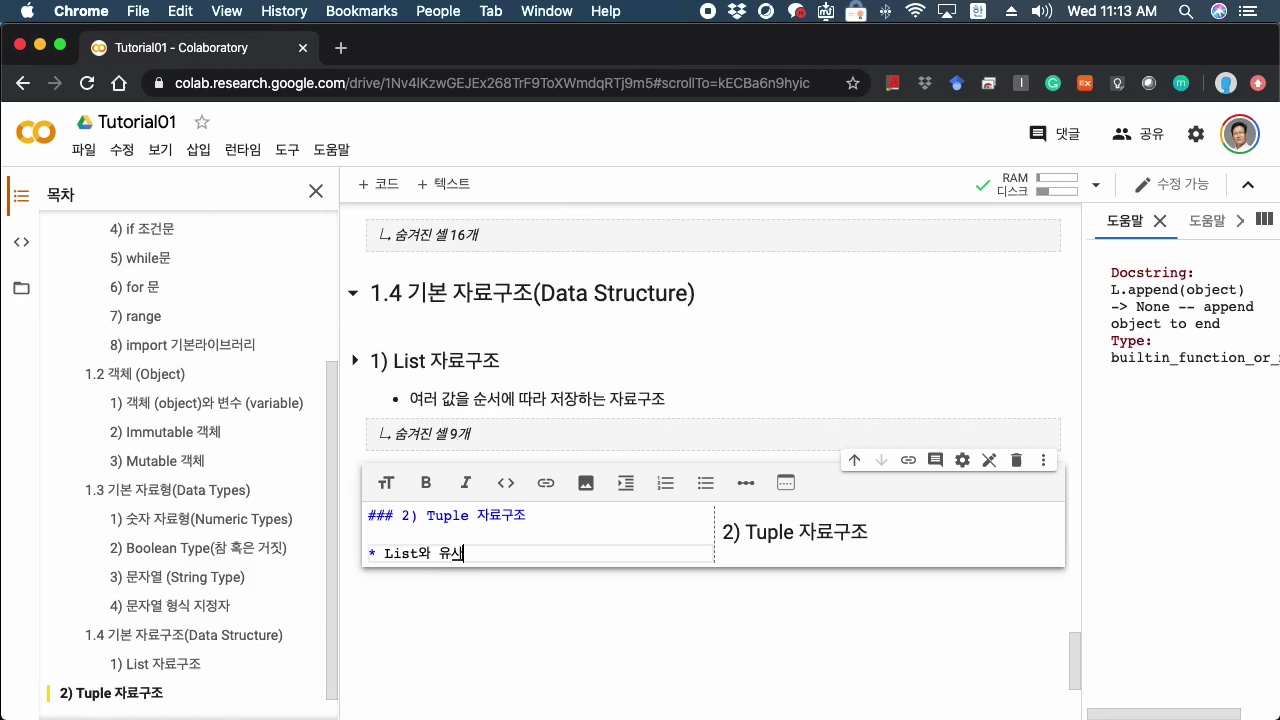 Chrome File Edit View History Bookmarks People Tab Window Help 한 Wed 11:13 AM
Tutorial01 - Colaboratory
colab.research.google.com/drive/1Nv4lKzwGEJEx268TrF9ToXWmdqRTj9m5#scrollTo=kECBa6n9hyic
Tutorial01
댓글 공유
파일 수정 보기 삽입 런타임 도구 도움말
목차
+ 코드 + 텍스트
RAM
디스크
수정 가능
4) if 조건문
5) while문
6) for 문
7) range
8) import 기본라이브러리
1.2 객체 (Object)
1) 객체 (object)와 변수 (variable)
2) Immutable 객체
3) Mutable 객체
1.3 기본 자료형(Data Types)
1) 숫자 자료형(Numeric Types)
2) Boolean Type(참 혹은 거짓)
3) 문자열 (String Type)
4) 문자열 형식 지정자
1.4 기본 자료구조(Data Structure)
1) List 자료구조
2) Tuple 자료구조
숨겨진 셀 16개
1.4 기본 자료구조(Data Structure)
1) List 자료구조
• 여러 값을 순서에 따라 저장하는 자료구조
숨겨진 셀 9개
### 2) Tuple 자료구조
* List와 유사
2) Tuple 자료구조
도움말 도움말
Docstring:
L.append(object)
-> None -- append
object to end
Type:
builtin_function_or_